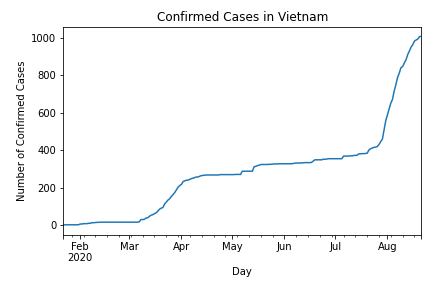 Confirmed Cases in Vietnam
Number of Confirmed Cases
1000
800
600
400
200
0
Feb Mar Apr May Jun Jul Aug
2020
Day